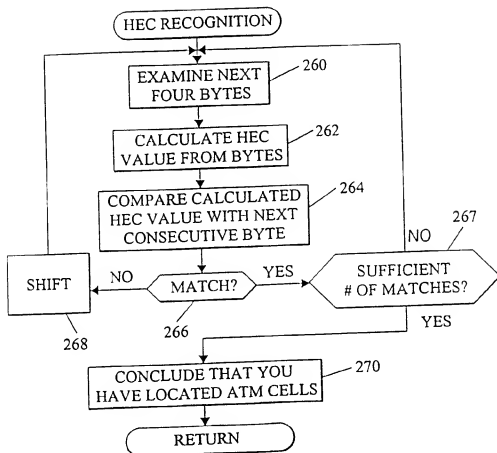 HEC RECOGNITION
EXAMINE NEXT
FOUR BYTES
260
CALCULATE HEC
VALUE FROM BYTES
262
COMPARE CALCULATED
HEC VALUE WITH NEXT
CONSECUTIVE BYTE
264
267
NO
SHIFT
NO
MATCH?
YES
SUFFICIENT
# OF MATCHES?
268
266
YES
CONCLUDE THAT YOU
HAVE LOCATED ATM CELLS
270
RETURN